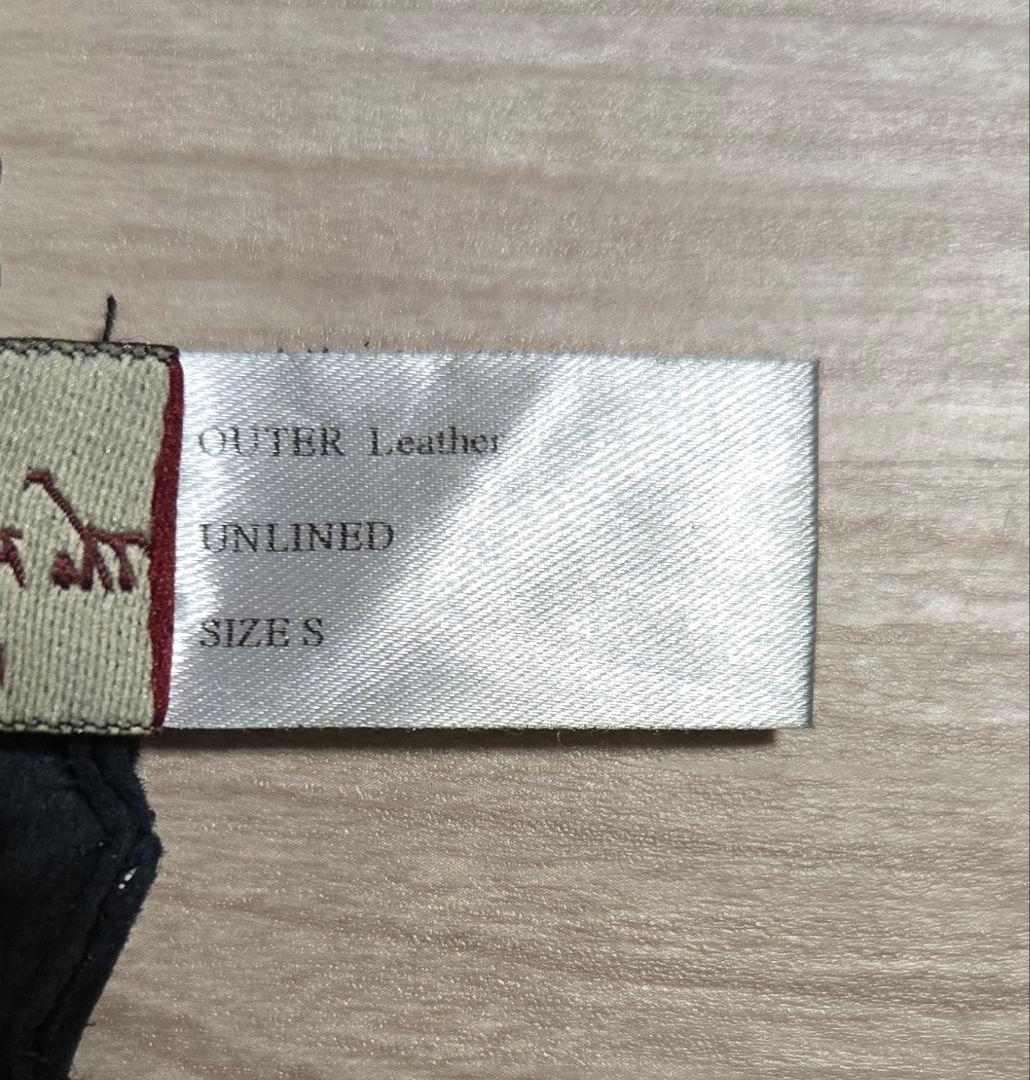 OUTER Leather
UNLINED
SIZE S